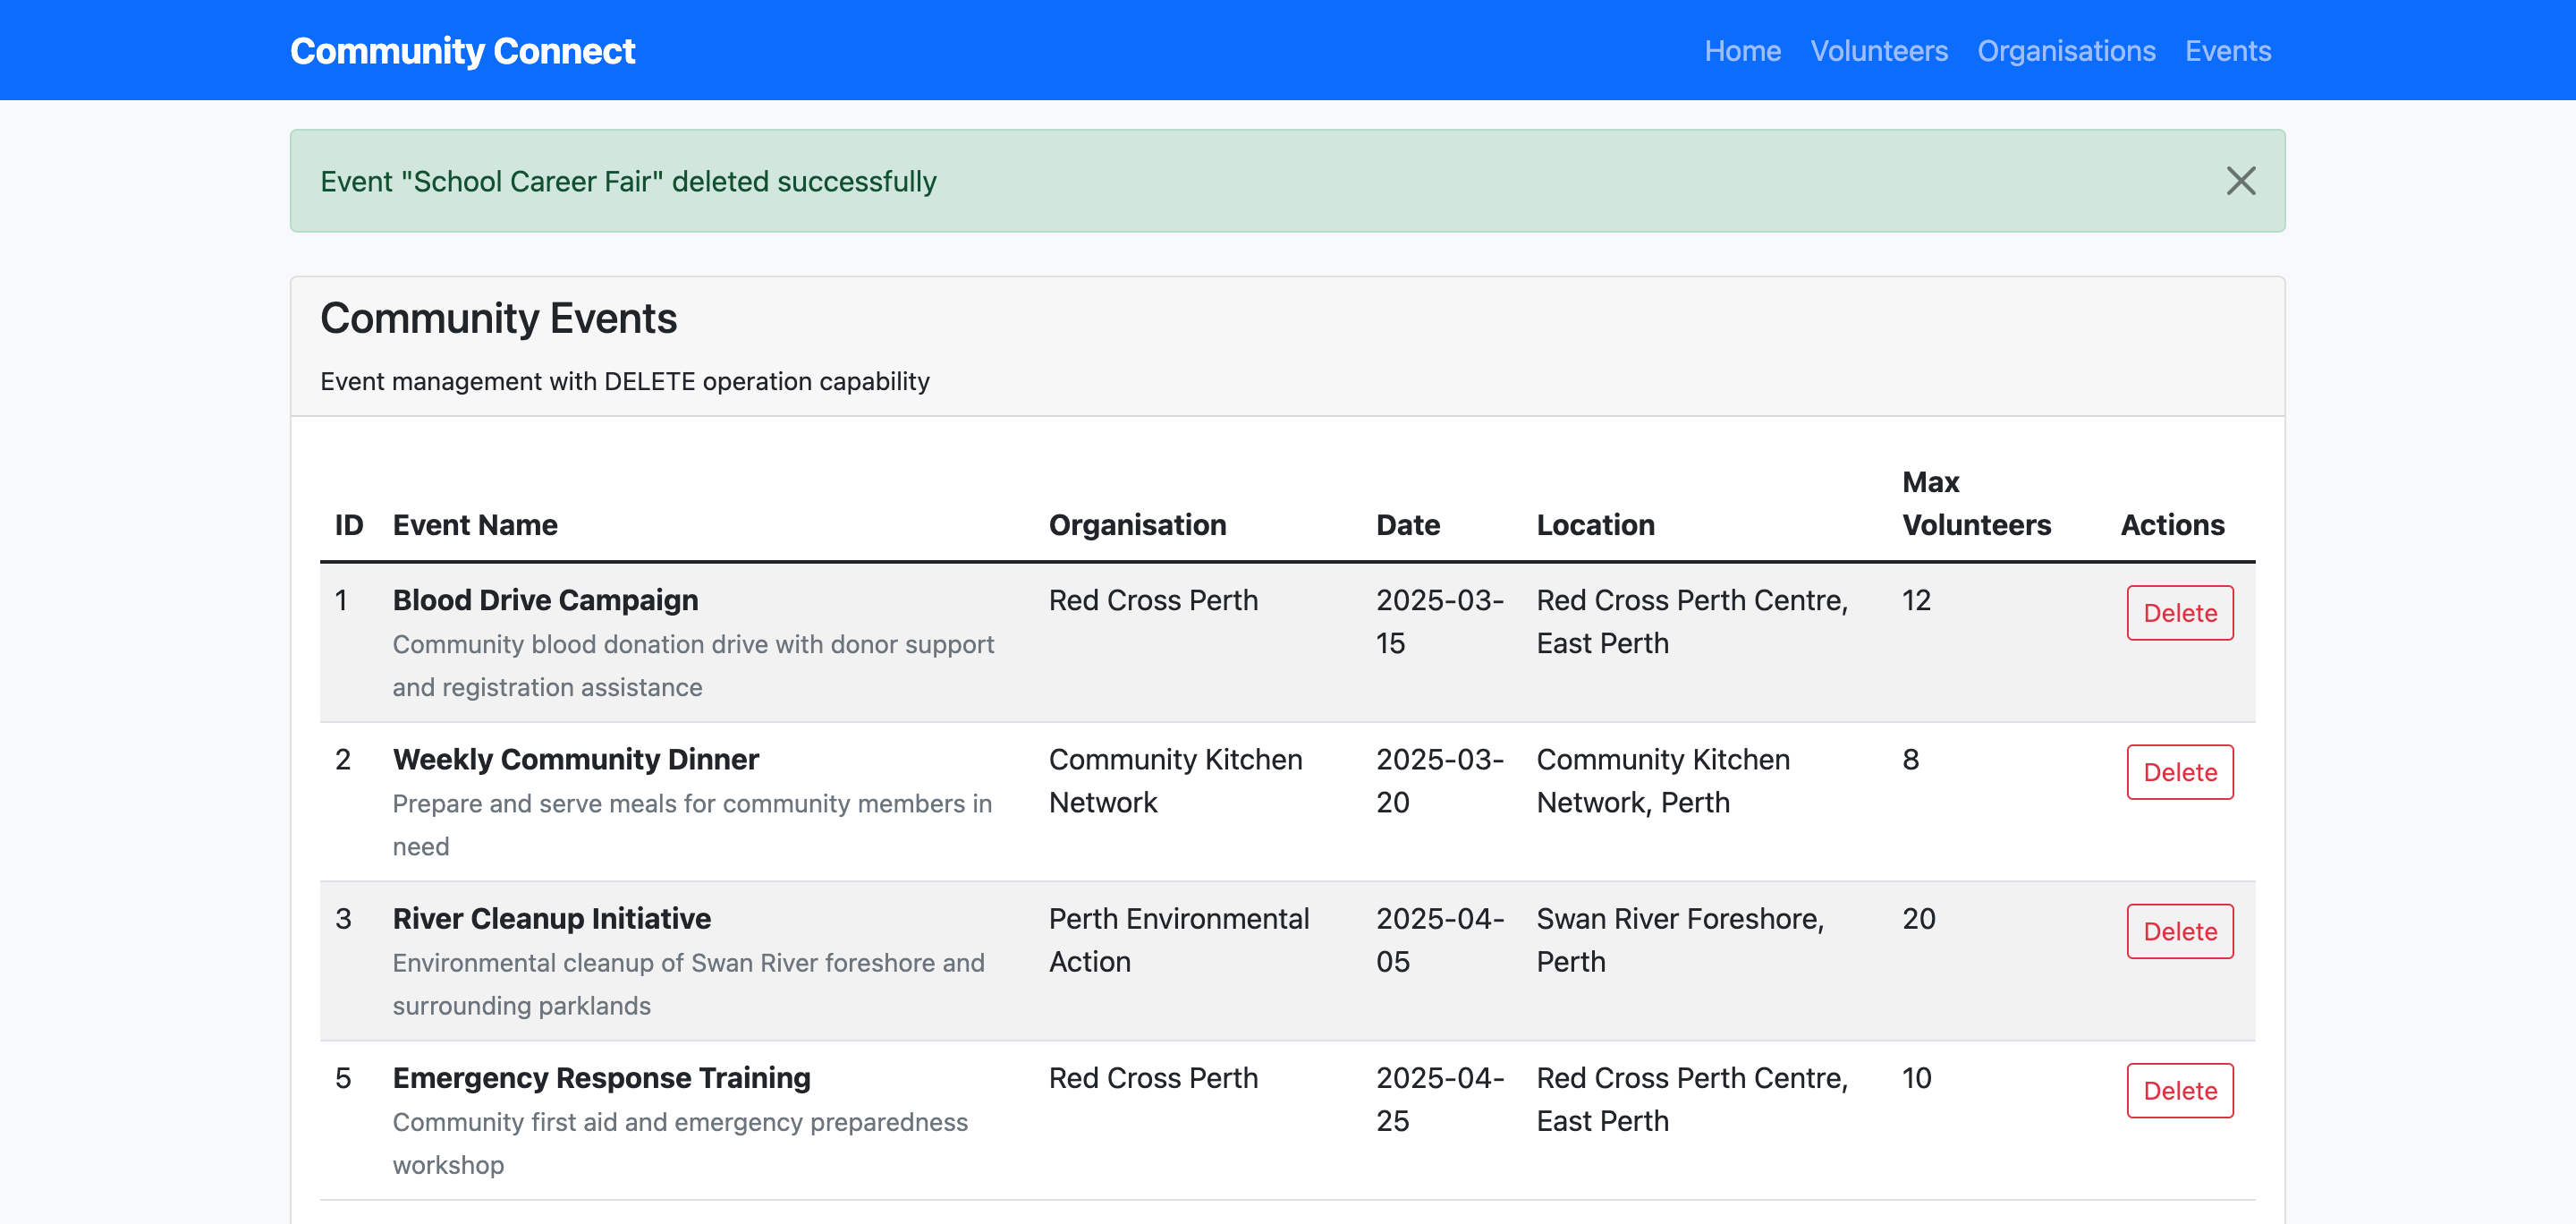 Community Connect
Home Volunteers Organisations Events
Event "School Career Fair" deleted successfully
Community Events
Event management with DELETE operation capability
ID Event Name Organisation Date Location Max Volunteers Actions
1 Blood Drive Campaign Red Cross Perth 2025-03- Red Cross Perth Centre, 12 Delete
Community blood donation drive with donor support 15 East Perth
and registration assistance
2 Weekly Community Dinner Community Kitchen 2025-03- Community Kitchen 8 Delete
Prepare and serve meals for community members in Network 20 Network, Perth
need
3 River Cleanup Initiative Perth Environmental 2025-04- Swan River Foreshore, 20 Delete
Environmental cleanup of Swan River foreshore and Action 05 Perth
surrounding parklands
5 Emergency Response Training Red Cross Perth 2025-04- Red Cross Perth Centre, 10 Delete
Community first aid and emergency preparedness 25 East Perth
workshop